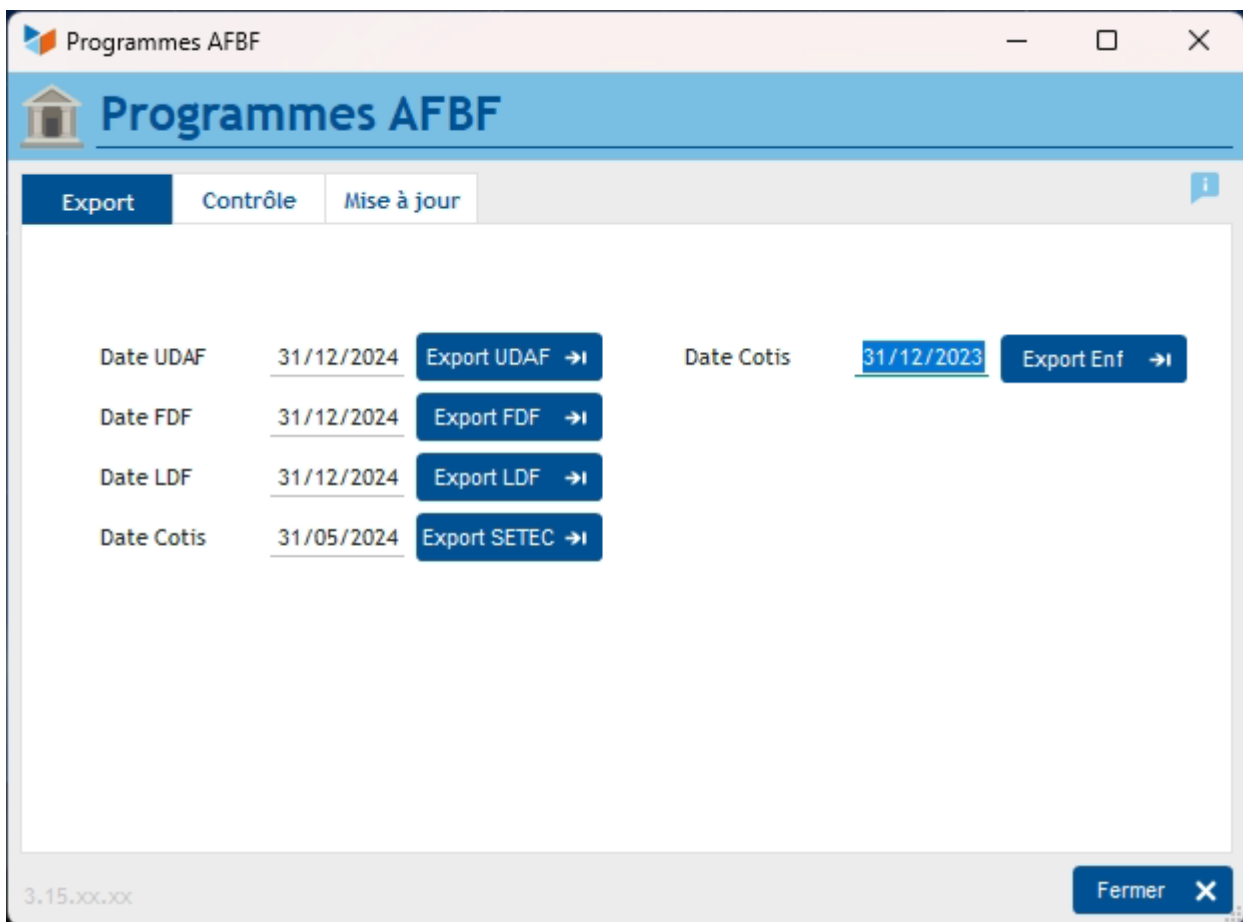 Programmes AFBF
Programmes AFBF
Export Contrôle Mise à jour
Date UDAF 31/12/2024 Export UDAF Date Cotis 31/12/2023 Export Enf
Date FDF 31/12/2024 Export FDF
Date LDF 31/12/2024 Export LDF
Date Cotis 31/05/2024 Export SETEC
3.15.xx.xx Fermer